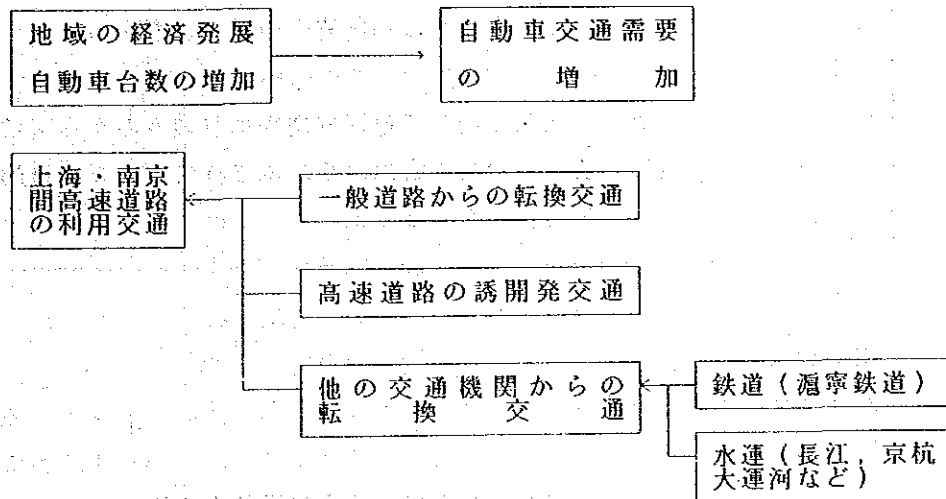 地域の経済発展
自動車台数の増加
自動車交通需要
の増加
上海・南京
間高速道路
の利用交通
一般道路からの転換交通
高速道路の誘開発交通
他の交通機関からの
転換交通
鉄道(滬寧鉄道)
水運(長江,京杭
大運河など)